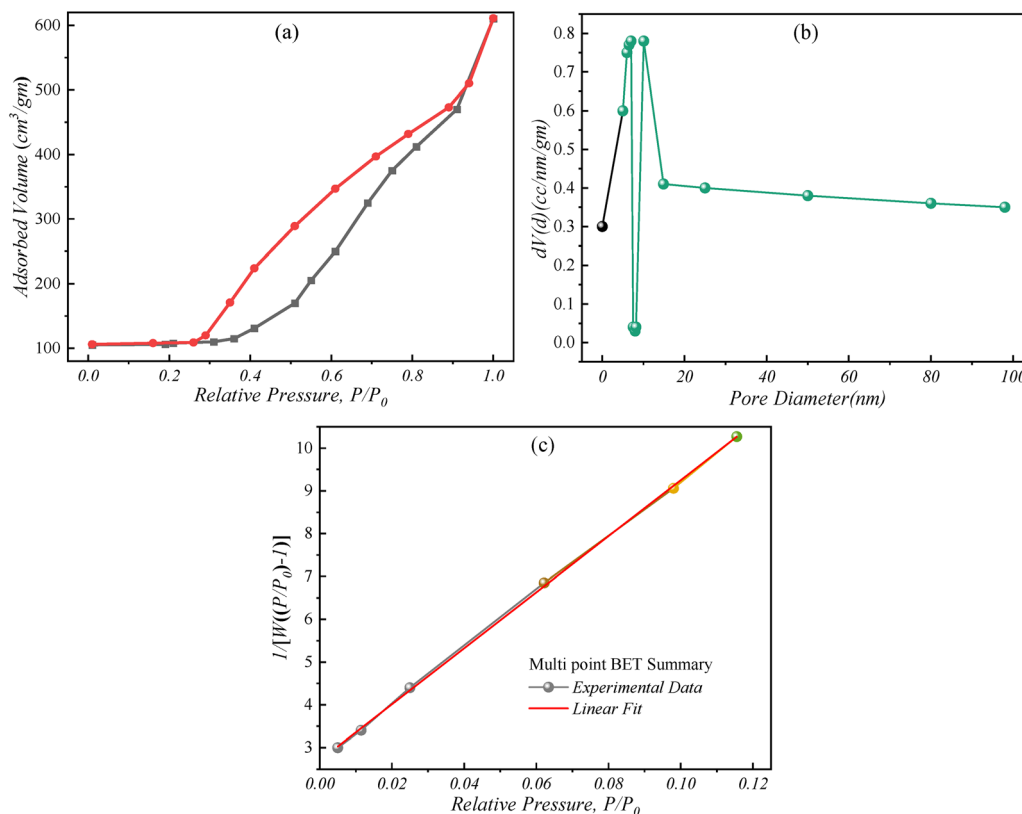 (a)
Adsorbed Volume (cm³/gm)
600
500
400
300
200
100
0.0 0.2 0.4 0.6 0.8 1.0
Relative Pressure, P/P₀
(b)
dV(d)(cc/nm/gm)
0.8
0.7
0.6
0.5
0.4
0.3
0.2
0.1
0.0
0 20 40 60 80 100
Pore Diameter(nm)
(c)
1/[W((P/P₀)-1)]
10
9
8
7
6
5
4
3
Multi point BET Summary
Experimental Data
Linear Fit
0.00 0.02 0.04 0.06 0.08 0.10 0.12
Relative Pressure, P/P₀